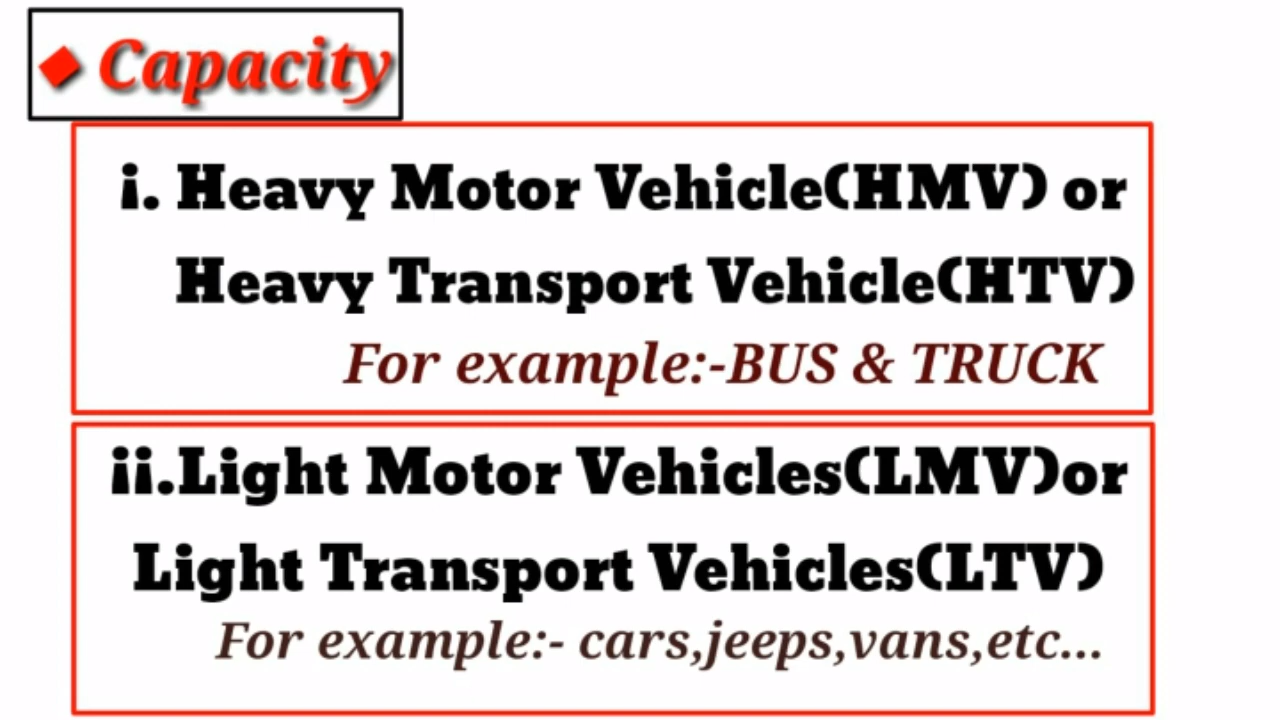 ◆ Capacity
i. Heavy Motor Vehicle(HMV) or
Heavy Transport Vehicle(HTV)
For example:-BUS & TRUCK
ii.Light Motor Vehicles(LMV)or
Light Transport Vehicles(LTV)
For example:- cars,jeeps,vans,etc...